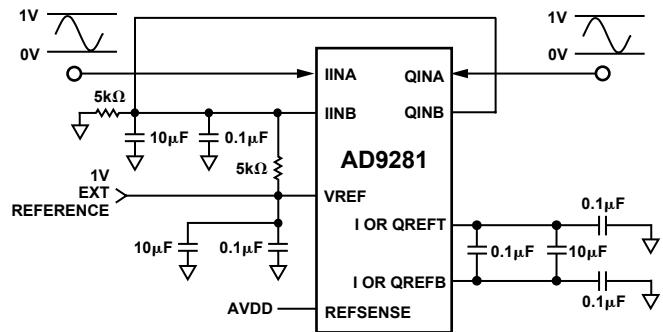 1V
0V
1V
0V
IINA
QINA
5kΩ
IINB
QINB
10µF
0.1µF
5kΩ
AD9281
1V
EXT
REFERENCE
VREF
0.1µF
I OR QREFT
10µF
0.1µF
0.1µF
10µF
I OR QREFB
0.1µF
AVDD
REFSENSE